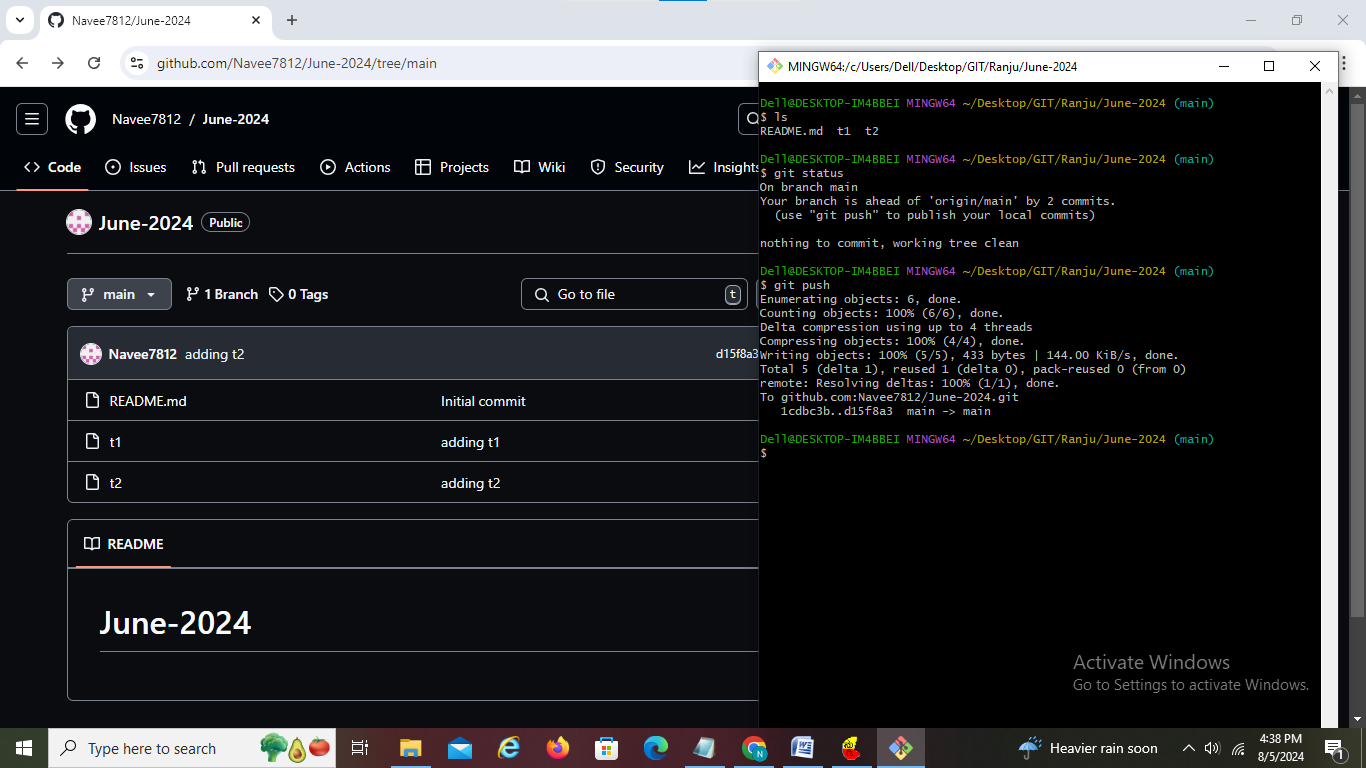 Navee7812/June-2024
github.com/Navee7812/June-2024/tree/main
Navee7812 / June-2024
Code Issues Pull requests Actions Projects Wiki Security Insights
June-2024 Public
main 1 Branch 0 Tags Go to file t
Navee7812 adding t2 d15f8a3
README.md Initial commit
t1 adding t1
t2 adding t2
README
June-2024
MINGW64:/c/Users/Dell/Desktop/GIT/Ranju/June-2024
Dell@DESKTOP-IM4BBEI MINGW64 ~/Desktop/GIT/Ranju/June-2024 (main)
$ ls
README.md t1 t2
Dell@DESKTOP-IM4BBEI MINGW64 ~/Desktop/GIT/Ranju/June-2024 (main)
$ git status
On branch main
Your branch is ahead of 'origin/main' by 2 commits.
(use "git push" to publish your local commits)
nothing to commit, working tree clean
Dell@DESKTOP-IM4BBEI MINGW64 ~/Desktop/GIT/Ranju/June-2024 (main)
$ git push
Enumerating objects: 6, done.
Counting objects: 100% (6/6), done.
Delta compression using up to 4 threads
Compressing objects: 100% (4/4), done.
Writing objects: 100% (5/5), 433 bytes | 144.00 KiB/s, done.
Total 5 (delta 1), reused 1 (delta 0), pack-reused 0 (from 0)
remote: Resolving deltas: 100% (1/1), done.
To github.com:Navee7812/June-2024.git
1cdbc3b..d15f8a3 main -> main
Dell@DESKTOP-IM4BBEI MINGW64 ~/Desktop/GIT/Ranju/June-2024 (main)
$
Activate Windows
Go to Settings to activate Windows.
Type here to search
Heavier rain soon
4:38 PM
8/5/2024
1